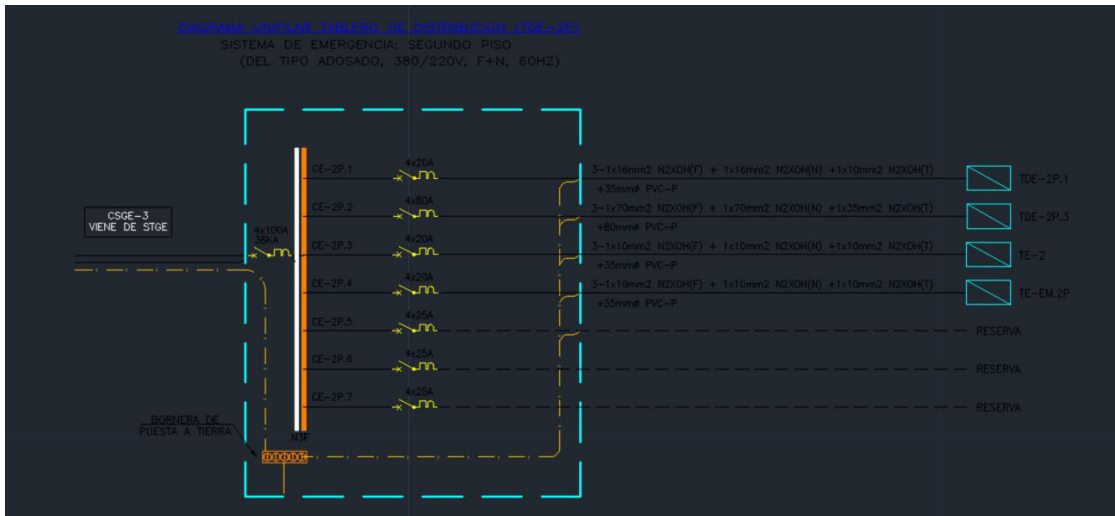 DIAGRAMA UNIFILAR TABLERO DE DISTRIBUCION (TDE-2P)
SISTEMA DE EMERGENCIA: SEGUNDO PISO
(DEL TIPO ADOSADO, 380/220V, F+N, 60HZ)
CSGE-3
VIENE DE STGE
4x100A
36KA
CE-2P.1
4x20A
3-1x16mm2 N2XOH(F) + 1x16mm2 N2XOH(N) +1x10mm2 N2XOH(T)
+35mmø PVC-P
TDE-2P.1
CE-2P.2
4x80A
3-1x70mm2 N2XOH(F) + 1x70mm2 N2XOH(N) +1x35mm2 N2XOH(T)
+80mmø PVC-P
TDE-2P.3
CE-2P.3
4x20A
3-1x10mm2 N2XOH(F) + 1x10mm2 N2XOH(N) +1x10mm2 N2XOH(T)
+35mmø PVC-P
TE-2
CE-2P.4
4x20A
3-1x10mm2 N2XOH(F) + 1x10mm2 N2XOH(N) +1x10mm2 N2XOH(T)
+35mmø PVC-P
TE-EM.2P
CE-2P.5
4x25A
RESERVA
CE-2P.6
4x25A
RESERVA
CE-2P.7
4x25A
RESERVA
N3F
BORNERA DE
PUESTA A TIERRA